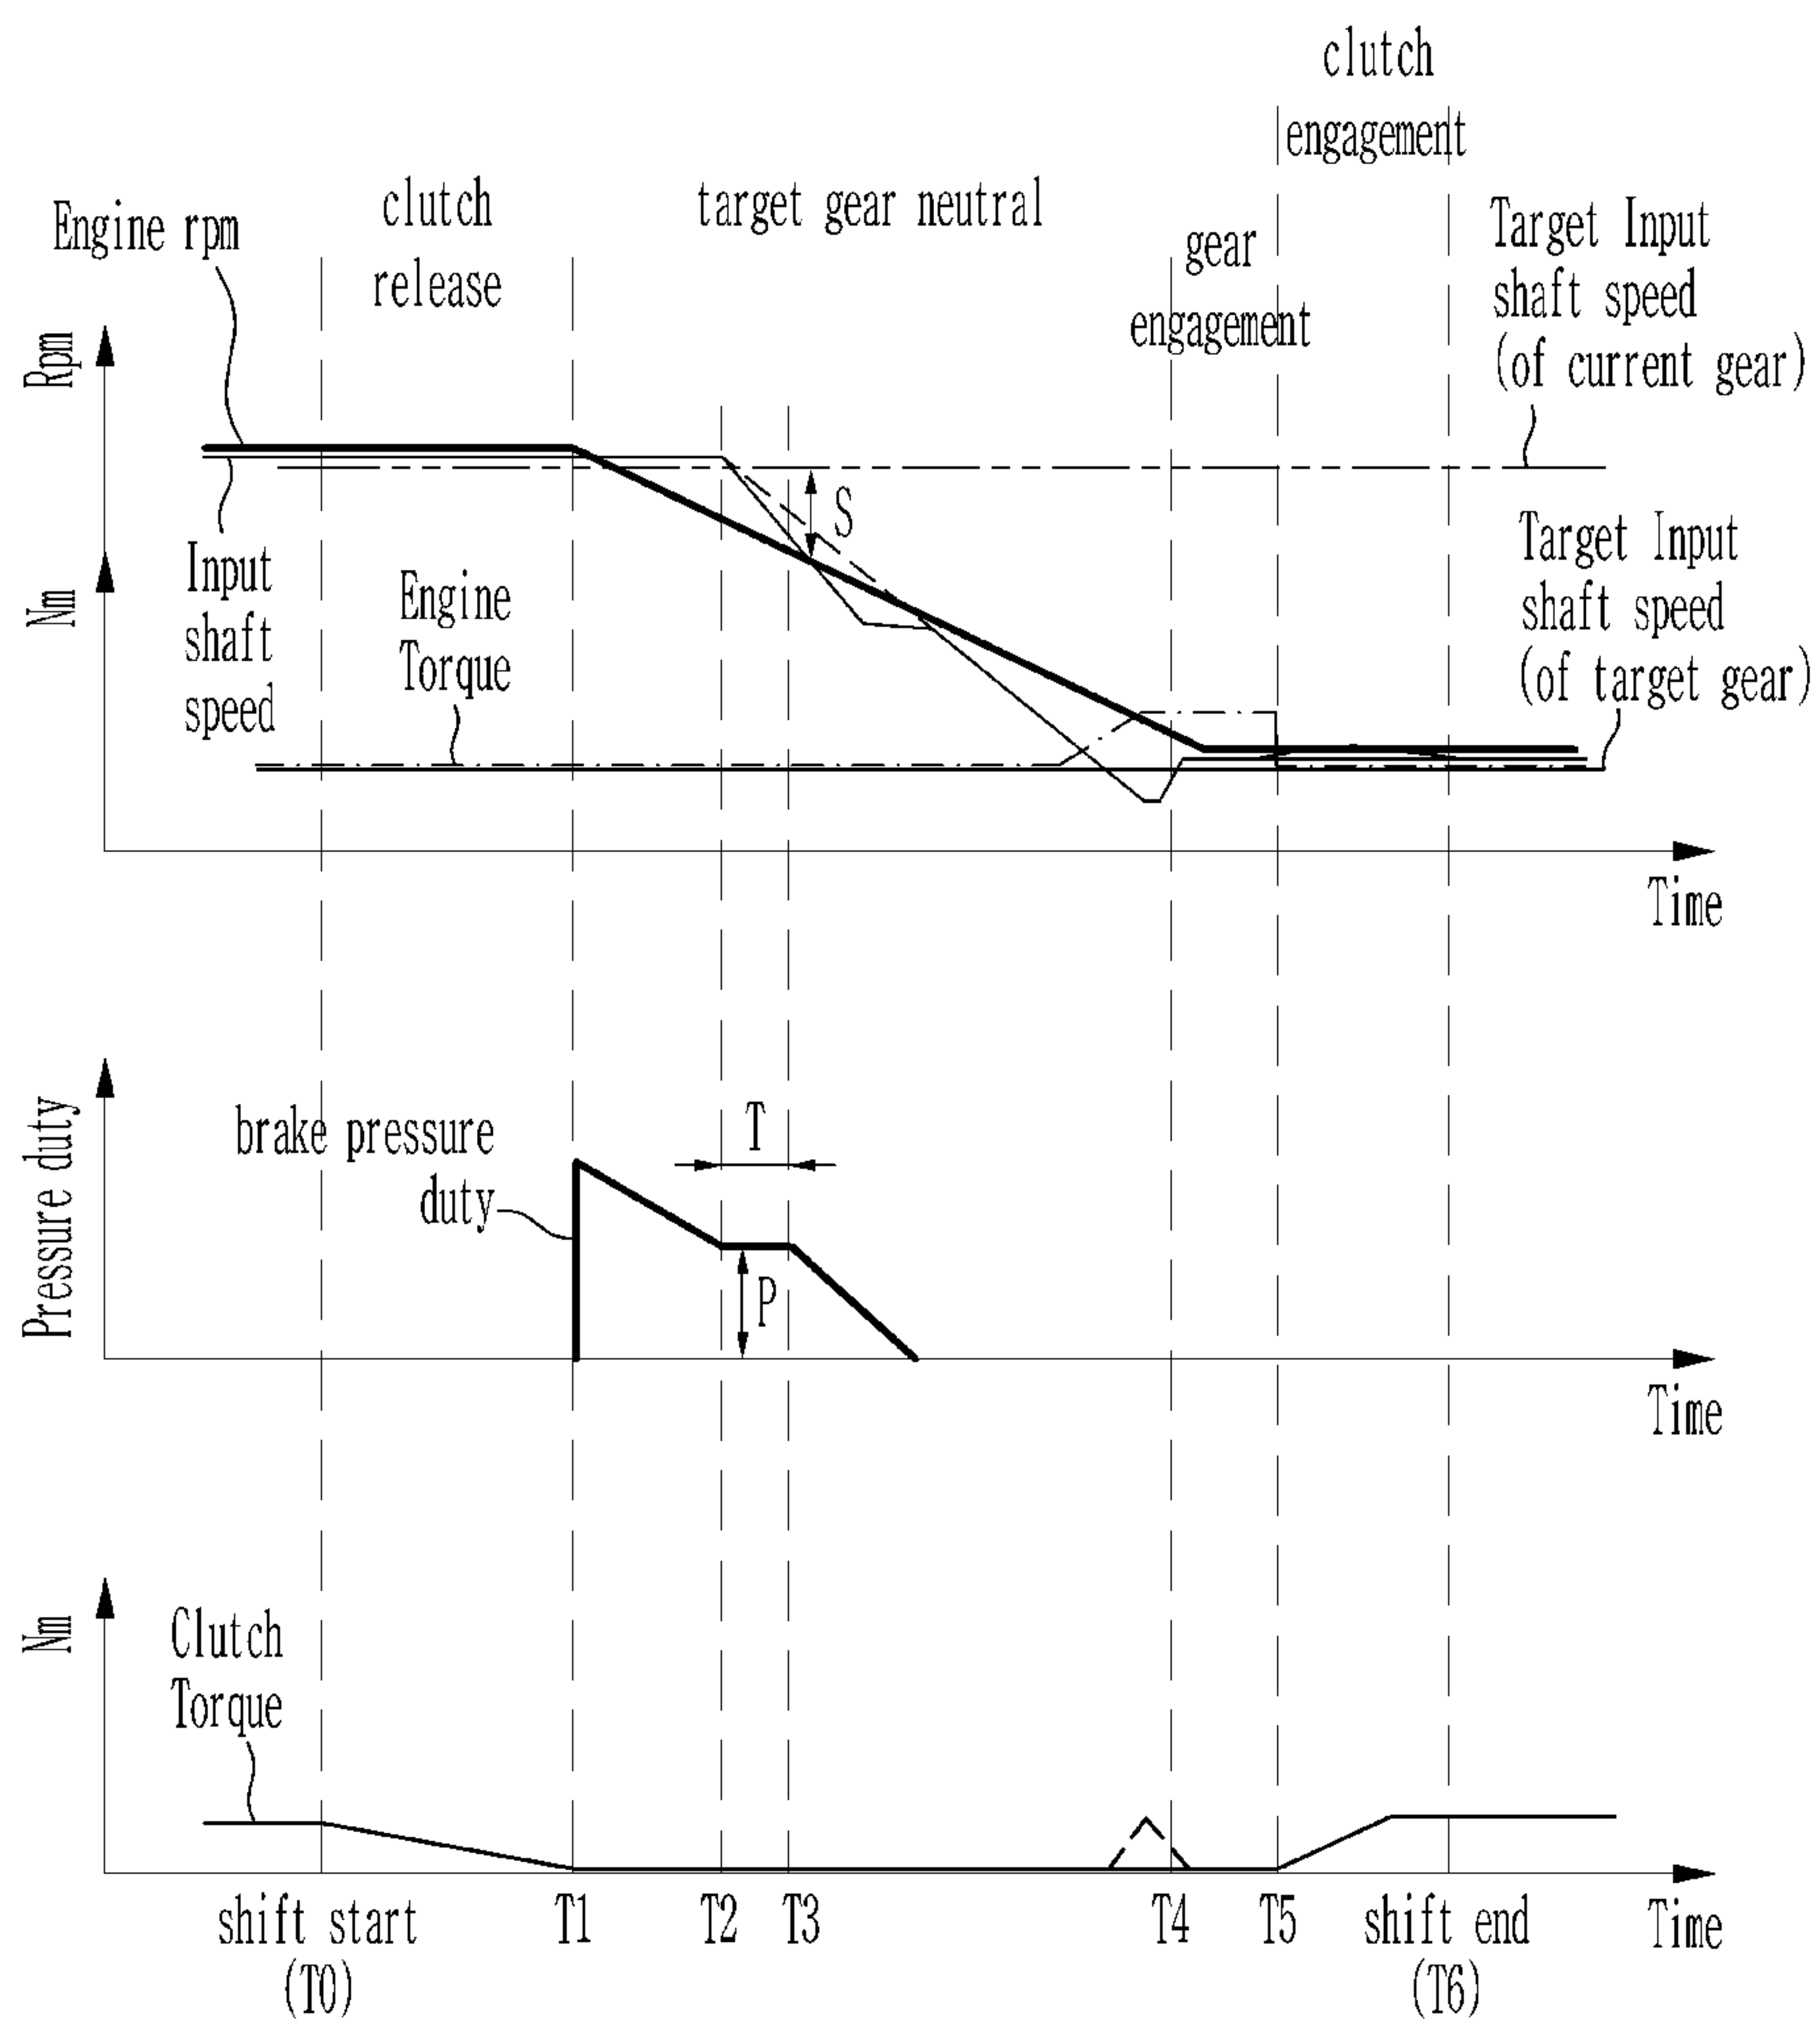 clutch
engagement
clutch
release
target gear neutral
gear
engagement
Engine rpm
Target Input
shaft speed
(of current gear)
Rpm
S
Nm
Input
shaft
speed
Engine
Torque
Target Input
shaft speed
(of target gear)
Time
Pressure duty
brake pressure
duty
T
P
Time
Nm
Clutch
Torque
shift start
(T0)
T1
T2
T3
T4
T5
shift end
(T6)
Time